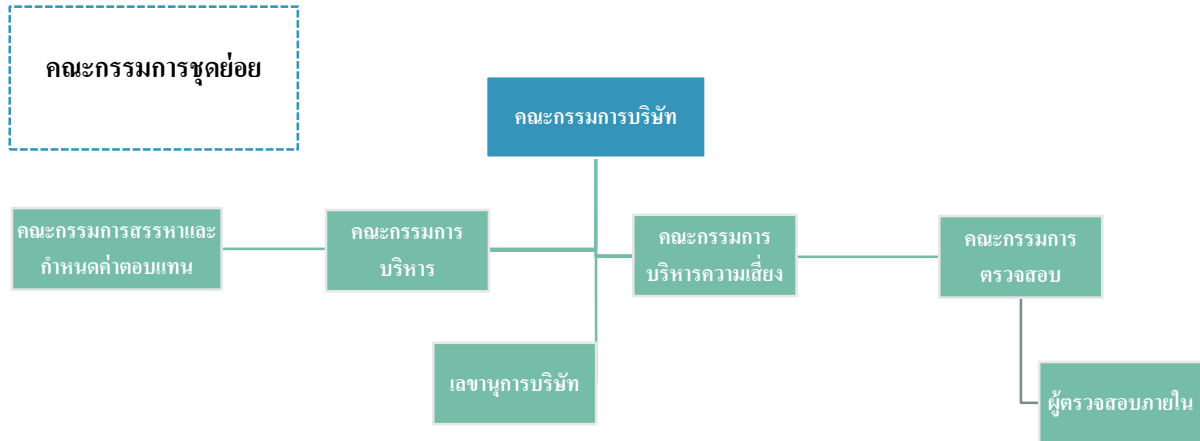 คณะกรรมการชุดย่อย
คณะกรรมการบริษัท
คณะกรรมการสรรหาและ
กำหนดค่าตอบแทน
คณะกรรมการ
บริหาร
คณะกรรมการ
บริหารความเสี่ยง
คณะกรรมการ
ตรวจสอบ
เลขานุการบริษัท
ผู้ตรวจสอบภายใน